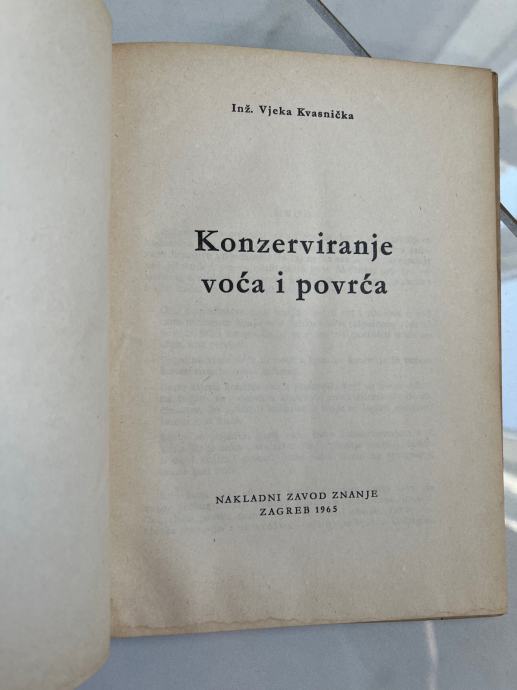 Inž. Vjeka Kvasnička
Konzerviranje
voća i povrća
NAKLADNI ZAVOD ZNANJE
ZAGREB 1965